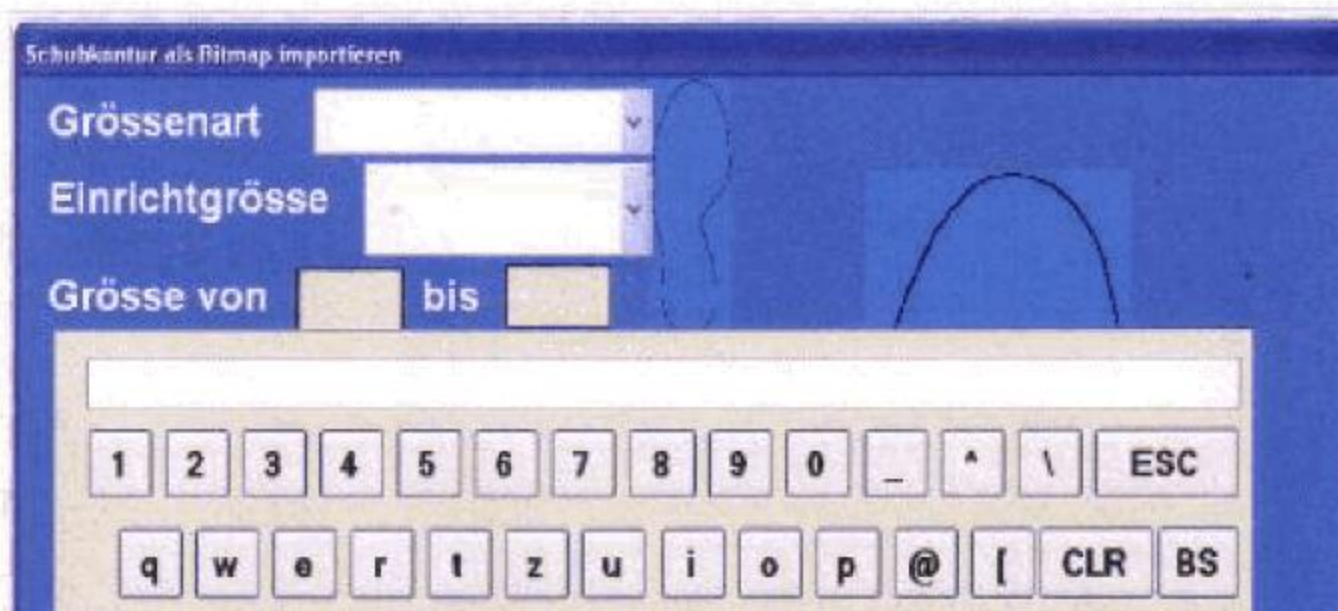 Schuhkontur als Bitmap importieren
Grössenart
Einrichtgrösse
Grösse von bis
1 2 3 4 5 6 7 8 9 0 _ ^ \ ESC
q w e r t z u i o p @ [ CLR BS